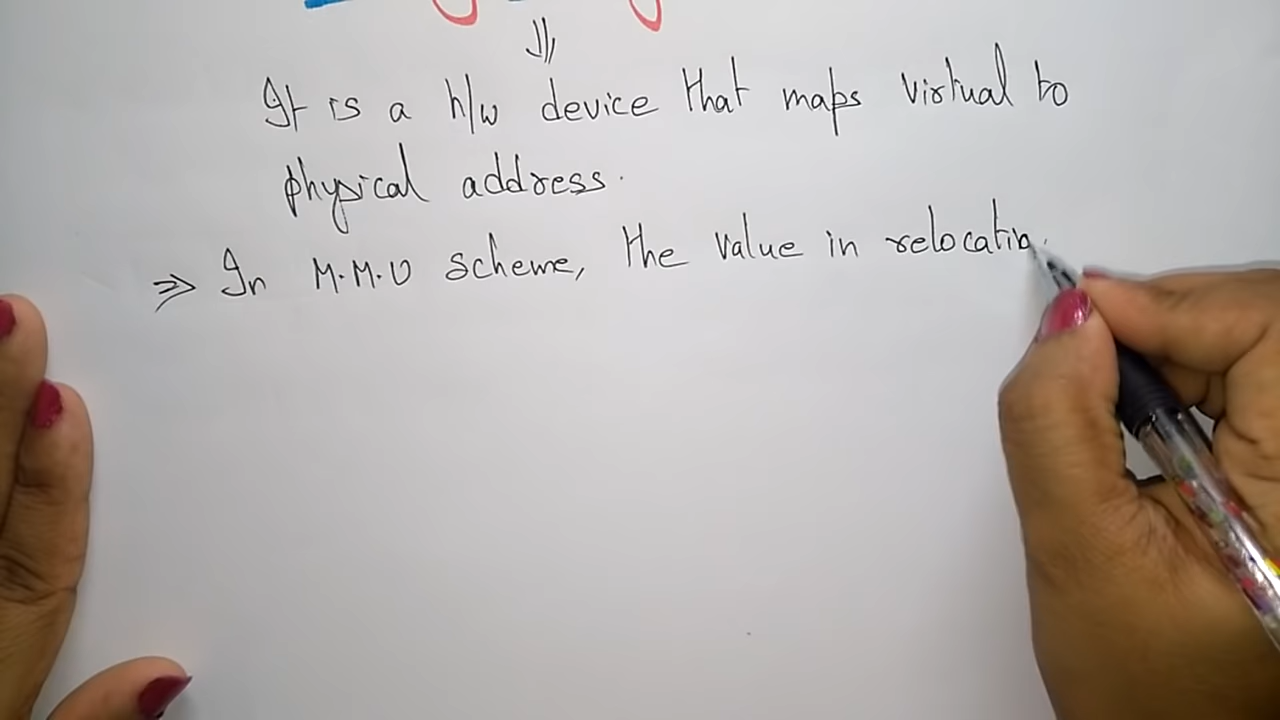 It is a h/w device that maps virtual to
physical address.
⇒ In M.M.U scheme, the value in relocatio